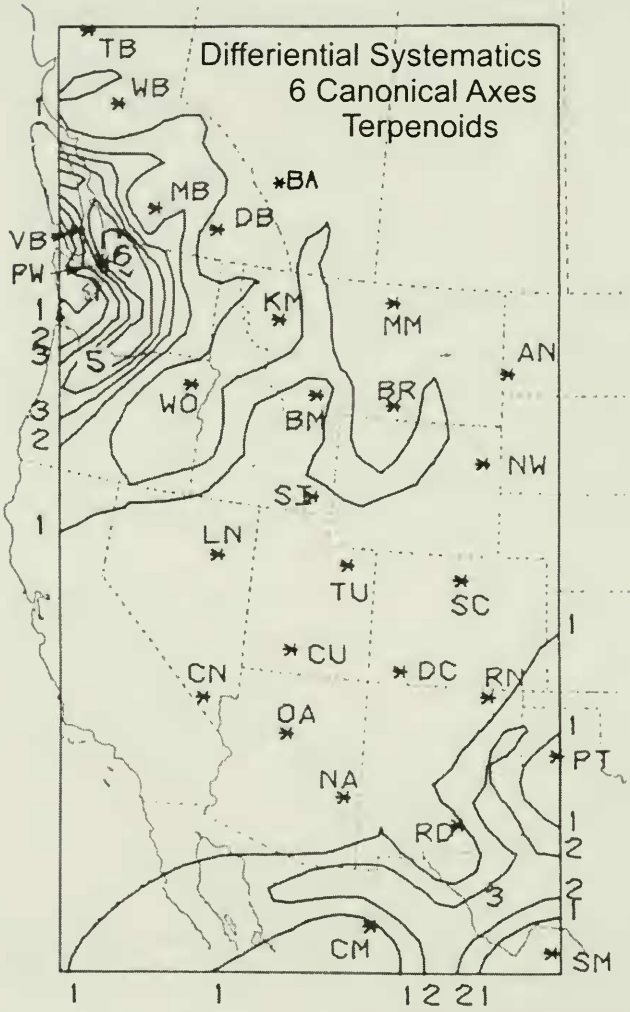 TB
Differiential Systematics
6 Canonical Axes
Terpenoids
WB
1
BA
MB
DB
VB
6
PW
KM
MM
1
2
3
5
AN
WO
BM
BR
3
2
NW
SI
1
LN
TU
SC
1
CU
DC
CN
RN
OA
1
PT
NA
1
RD
2
3
2
1
CM
SM
1 1 1 2 2 1